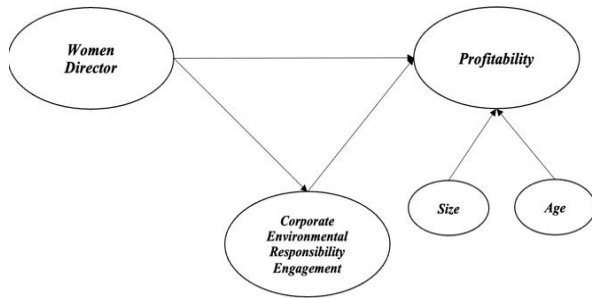 Women
Director
Profitability
Size
Age
Corporate
Environmental
Responsibility
Engagement